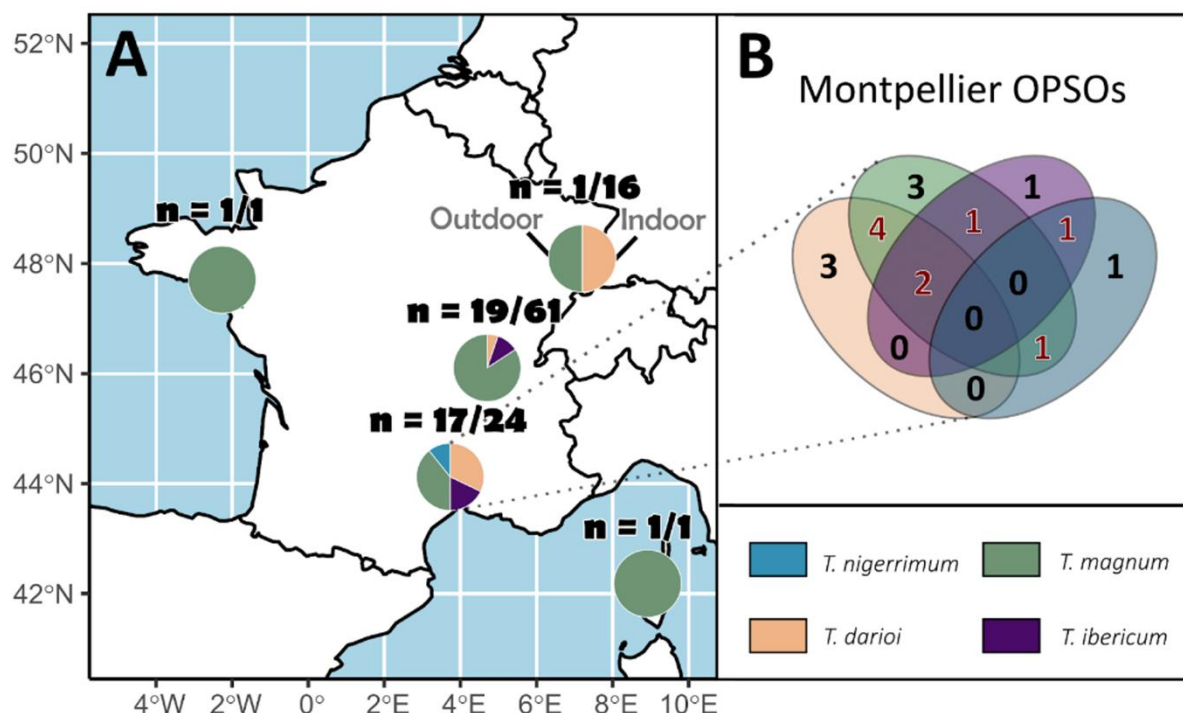 A
52°N
50°N
48°N
46°N
44°N
42°N
4°W 2°W 0° 2°E 4°E 6°E 8°E 10°E
n = 1/1
n = 1/16
Outdoor Indoor
n = 19/61
n = 17/24
n = 1/1
B
Montpellier OPSOs
3 1
4 1 1
3 2 0 1
0
0 1
0
T. nigerrimum T. magnum
T. darioi T. ibericum